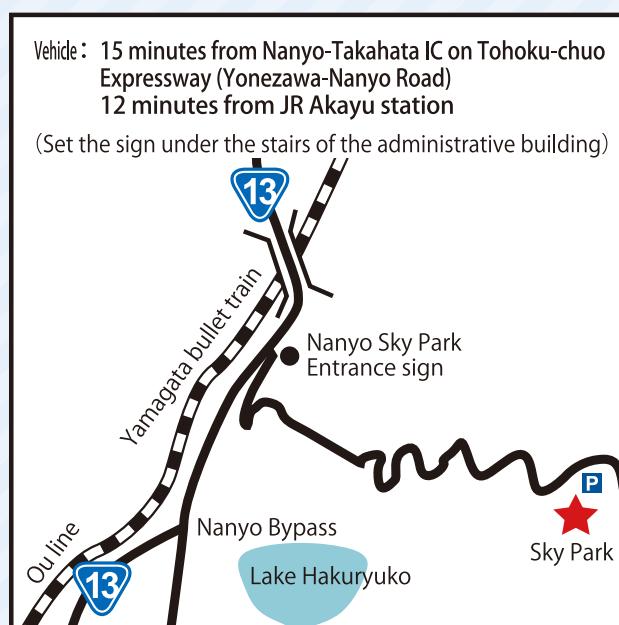 Vehicle： 15 minutes from Nanyo-Takahata IC on Tohoku-chuo
Expressway (Yonezawa-Nanyo Road)
12 minutes from JR Akayu station
(Set the sign under the stairs of the administrative building)
13
Yamagata bullet train
Nanyo Sky Park
Entrance sign
P
Sky Park
Nanyo Bypass
Ou line
13
Lake Hakuryuko